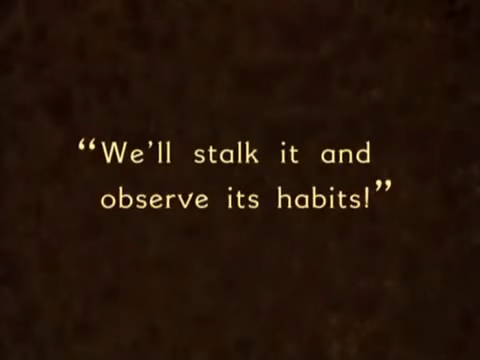 “We’ll stalk it and
observe its habits!”